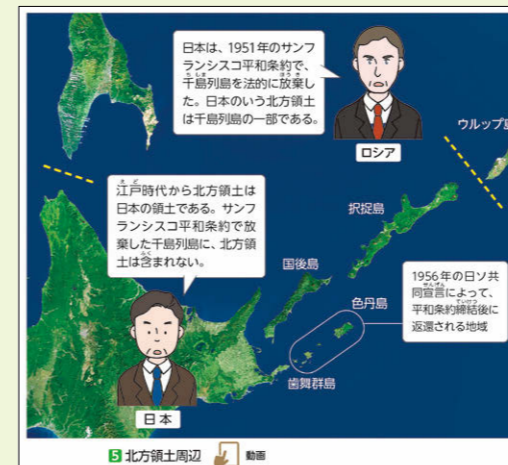 日本は、1951年のサンフ
ランシスコ平和条約で、
千島列島を法的に放棄し
た。日本のいう北方領土
は千島列島の一部である。
ロシア
ウルップ島
江戸時代から北方領土は
日本の領土である。サンフ
ランシスコ平和条約で放
棄した千島列島に、北方領
土は含まれない。
択捉島
国後島
色丹島
1956年の日ソ共
同宣言によって、
平和条約締結後に
返還される地域
歯舞群島
日本
5 北方領土周辺 動画